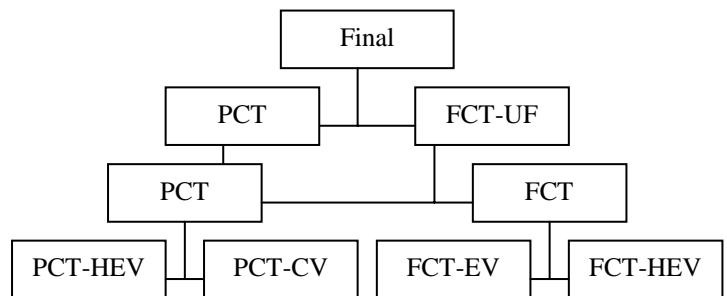 Final
PCT
FCT-UF
PCT
FCT
PCT-HEV
PCT-CV
FCT-EV
FCT-HEV